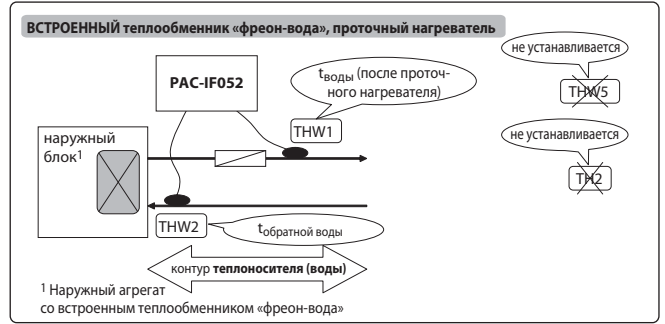 ВСТРОЕННЫЙ теплообменник «фреон-вода», проточный нагреватель
не устанавливается
THW5
не устанавливается
TH2
PAC-IF052
tводы (после проточ-
ного нагревателя)
THW1
наружный
блок1
THW2
tобратной воды
контур теплоносителя (воды)
1 Наружный агрегат
со встроенным теплообменником «фреон-вода»